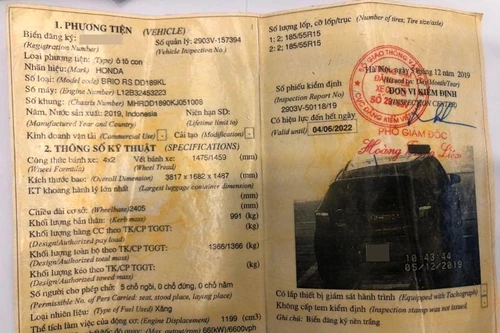 1. PHƯƠNG TIỆN (VEHICLE)
Biển đăng ký: Số quản lý: 2903V-157394
(Registration Number) (Vehicle Inspection No.)
Loại phương tiện: (Type) ô tô con
Nhãn hiệu: (Mark) HONDA
Số loại: (Model code) BRIO RS DD189KL
Số máy: (Engine Number) L12B32453223
Số khung: (Chassis Number) MHRDD1890KJ051006
Năm, Nước sản xuất: 2019, Indonesia Niên hạn SD:
(Manufactured Year and Country) (Lifetime limit to)
Kinh doanh vận tải (Commercial Use) Cải tạo (Modification)
2. THÔNG SỐ KỸ THUẬT (SPECIFICATIONS)
Công thức bánh xe: 4x2 Vết bánh xe: 1475/1459 (mm)
(Wheel Formula) (Wheel Tread)
Kích thước bao: (Overall Dimension) 3817 x 1682 x 1487 (mm)
KT khoang hành lý lớn nhất (mm)
(Largest luggage container dimension)
Chiều dài cơ sở: (Wheelbase) 2405 (mm)
Khối lượng bản thân: (Kerb mass) 991 (kg)
Khối lượng hàng CC theo TK/CP TGGT: (kg)
(Design/Authorized pay load)
Khối lượng toàn bộ theo TK/CP TGGT: 1366/1366 (kg)
(Design/Authorized total mass)
Khối lượng kéo theo TK/CP TGGT: (kg)
(Design/Authorized towed mass)
Số người cho phép chở: 5 chỗ ngồi, 0 chỗ đứng, 0 chỗ nằm
(Permissible No. of Pers Carried: seat, stood place, laying place)
Loại nhiên liệu: (Type of Fuel Used) Xăng
Thể tích làm việc của động cơ: (Engine Displacement) 1199 (cm3)
66(kW)/6600vph
Số lượng lốp, cỡ lốp/trục (Number of tires; Tire size/axle)
1: 2; 185/55R15
2: 2; 185/55R15
Số phiếu kiểm định
(Inspection Report No)
2903V-50118/19
Có hiệu lực đến hết ngày
(Valid until) 04/06/2022
Hà Nội, ngày 5 12 2019
ĐƠN VỊ KIỂM ĐỊNH
PHÓ GIÁM ĐỐC
10:43:44
05/12/2019
Có lắp thiết bị giám sát hành trình (Equipped with Tachograph)
Không cấp tem kiểm định (Inspection stamp was not issued)
Ghi chú: Biển đăng ký nền trắng